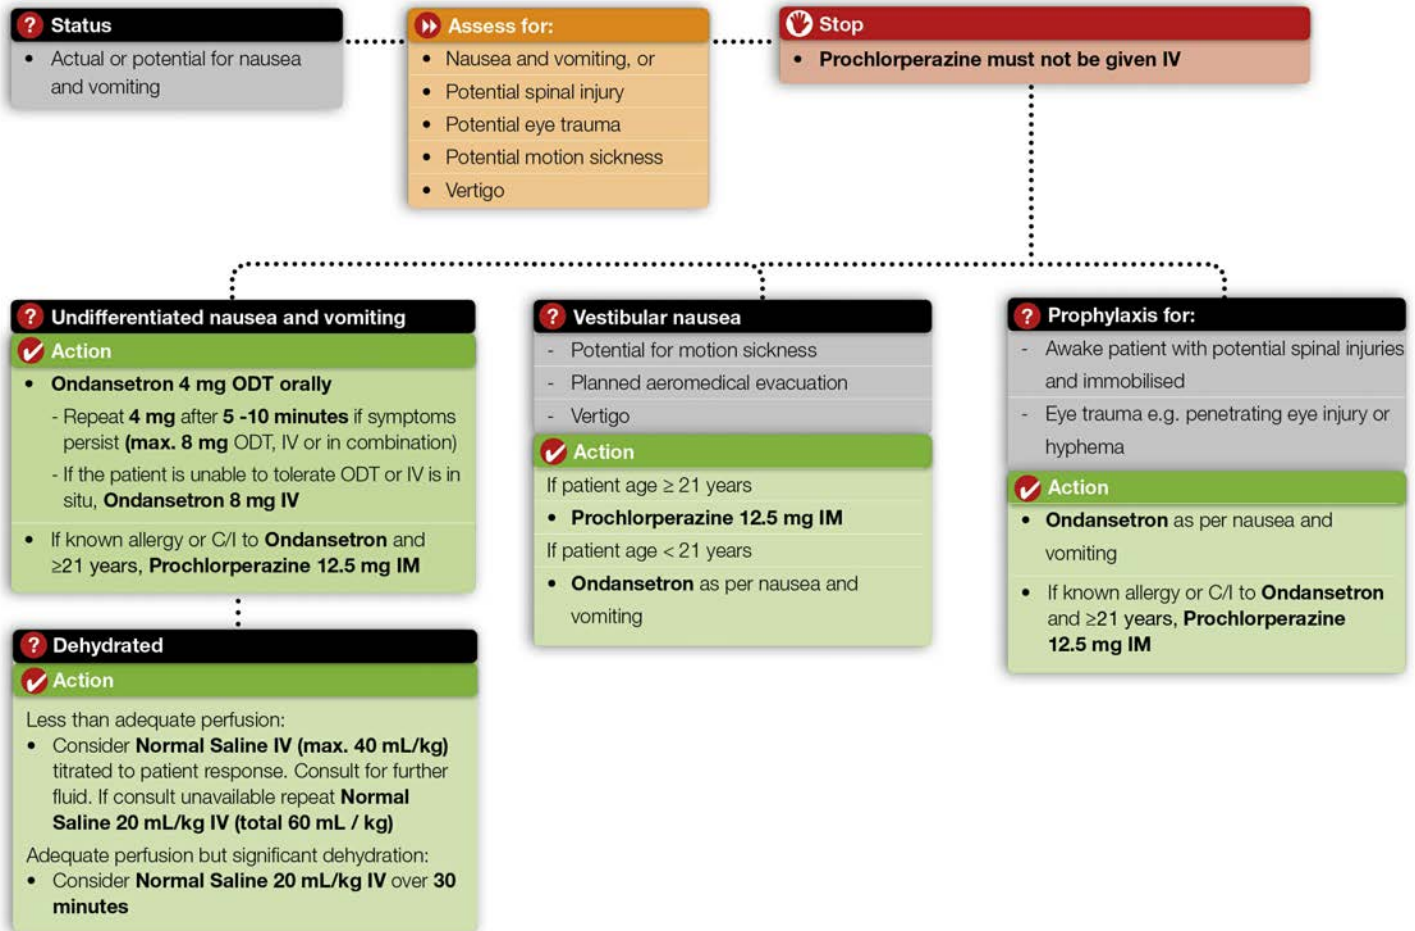 Status
• Actual or potential for nausea
and vomiting
Assess for:
• Nausea and vomiting, or
• Potential spinal injury
• Potential eye trauma
• Potential motion sickness
• Vertigo
Stop
• Prochlorperazine must not be given IV
Undifferentiated nausea and vomiting
Action
• Ondansetron 4 mg ODT orally
- Repeat 4 mg after 5 -10 minutes if symptoms
persist (max. 8 mg ODT, IV or in combination)
- If the patient is unable to tolerate ODT or IV is in
situ, Ondansetron 8 mg IV
• If known allergy or C/I to Ondansetron and
≥21 years, Prochlorperazine 12.5 mg IM
Dehydrated
Action
Less than adequate perfusion:
• Consider Normal Saline IV (max. 40 mL/kg)
titrated to patient response. Consult for further
fluid. If consult unavailable repeat Normal
Saline 20 mL/kg IV (total 60 mL / kg)
Adequate perfusion but significant dehydration:
• Consider Normal Saline 20 mL/kg IV over 30
minutes
Vestibular nausea
- Potential for motion sickness
- Planned aeromedical evacuation
- Vertigo
Action
If patient age ≥ 21 years
• Prochlorperazine 12.5 mg IM
If patient age < 21 years
• Ondansetron as per nausea and
vomiting
Prophylaxis for:
- Awake patient with potential spinal injuries
and immobilised
- Eye trauma e.g. penetrating eye injury or
hyphema
Action
• Ondansetron as per nausea and
vomiting
• If known allergy or C/I to Ondansetron
and ≥21 years, Prochlorperazine
12.5 mg IM